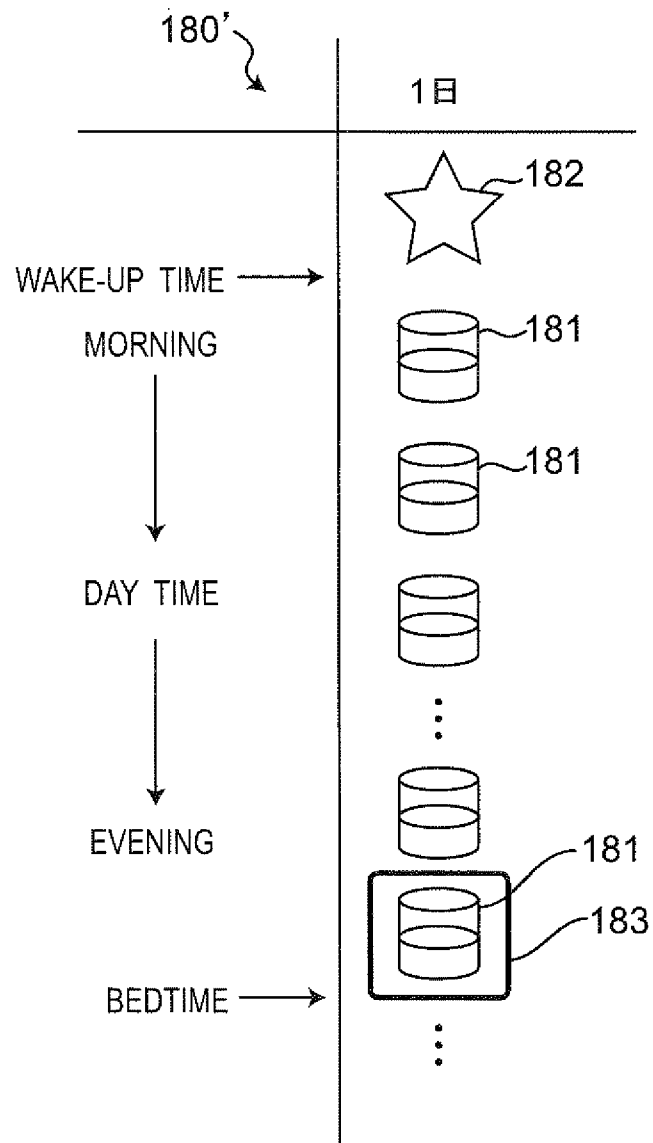 180’
1日
182
WAKE-UP TIME
181
MORNING
181
DAY TIME
EVENING
181
183
BEDTIME